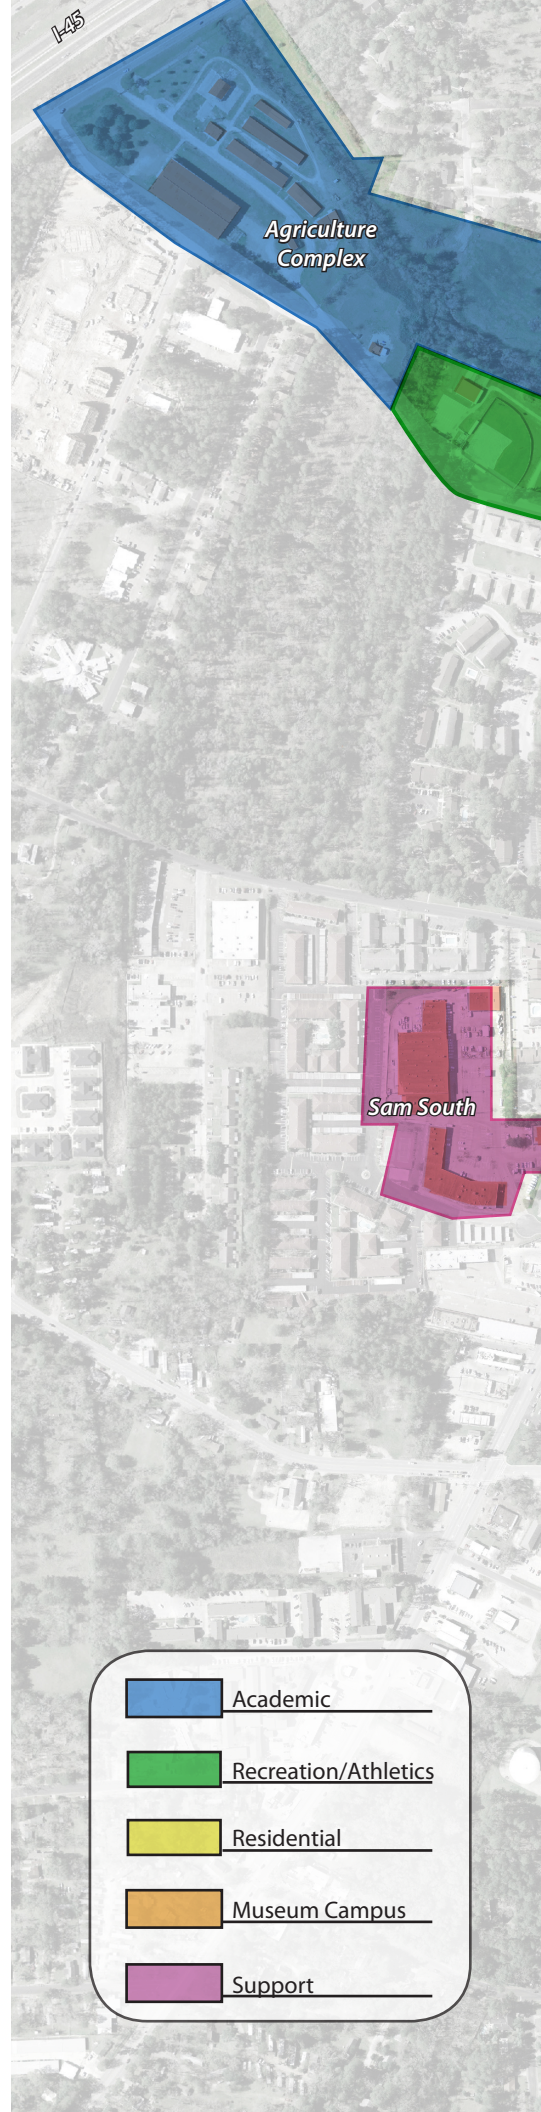 I-45
Agriculture
Complex
Sam South
Academic
Recreation/Athletics
Residential
Museum Campus
Support